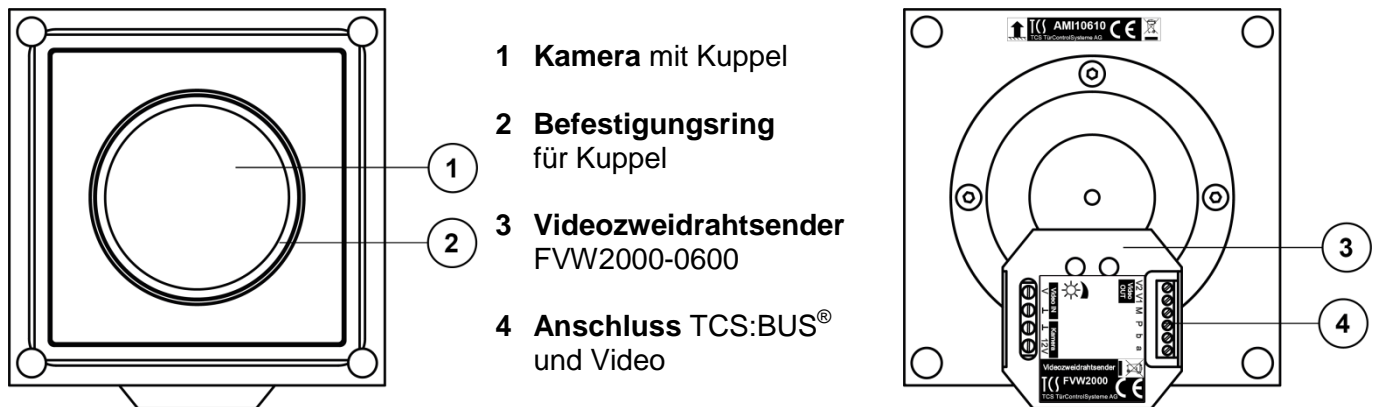 1 Kamera mit Kuppel
2 Befestigungsring
für Kuppel
3 Videozweidrahtsender
FVW2000-0600
4 Anschluss TCS:BUS®
und Video
1
2
TCS AMI10610 CE
TCS TürControlSysteme AG
3
4
V ⊥ ⊥ 12V
Video IN Kamera
Video OUT
V2 V1 M P b a
Videozweidrahtsender
TCS FVW2000 CE
TCS TürControlSysteme AG